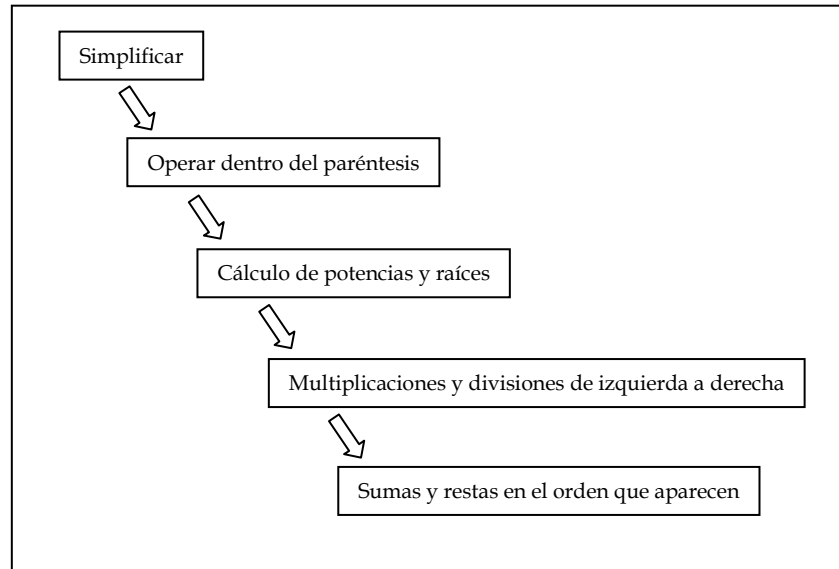 Simplificar
Operar dentro del paréntesis
Cálculo de potencias y raíces
Multiplicaciones y divisiones de izquierda a derecha
Sumas y restas en el orden que aparecen